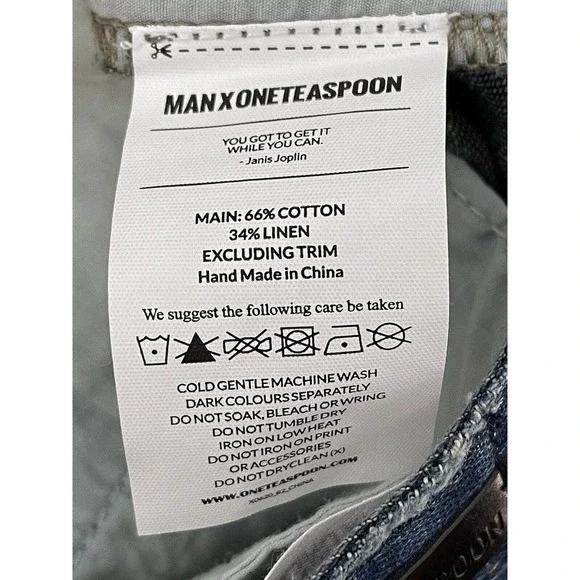 MANXONETEASPOON
YOU GOT TO GET IT
WHILE YOU CAN.
- Janis Joplin
MAIN: 66% COTTON
34% LINEN
EXCLUDING TRIM
Hand Made in China
We suggest the following care be taken
COLD GENTLE MACHINE WASH
DARK COLOURS SEPARATELY
DO NOT SOAK, BLEACH OR WRING
DO NOT TUMBLE DRY
IRON ON LOW HEAT
DO NOT IRON ON PRINT
OR ACCESSORIES
DO NOT DRYCLEAN (X)
WWW.ONETEASPOON.COM